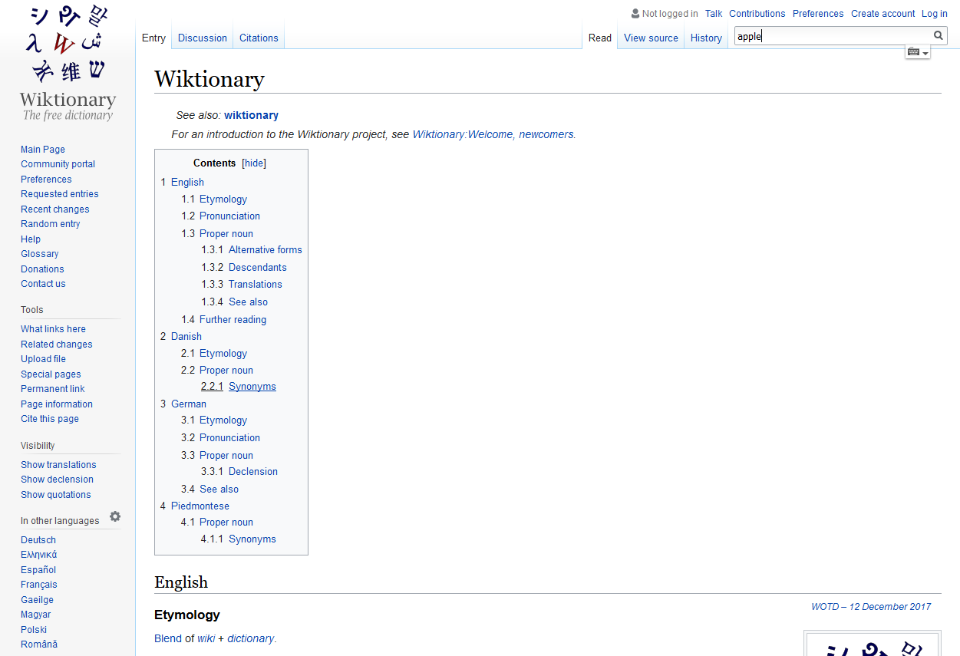 Wiktionary
The free dictionary
Not logged in Talk Contributions Preferences Create account Log in
Entry Discussion Citations Read View source History apple
Main Page
Community portal
Preferences
Requested entries
Recent changes
Random entry
Help
Glossary
Donations
Contact us
Tools
What links here
Related changes
Upload file
Special pages
Permanent link
Page information
Cite this page
Visibility
Show translations
Show declension
Show quotations
In other languages
Deutsch
Ελληνικά
Español
Français
Gaeilge
Magyar
Polski
Română
Wiktionary
See also: wiktionary
For an introduction to the Wiktionary project, see Wiktionary:Welcome, newcomers.
Contents [hide]
1 English
1.1 Etymology
1.2 Pronunciation
1.3 Proper noun
1.3.1 Alternative forms
1.3.2 Descendants
1.3.3 Translations
1.3.4 See also
1.4 Further reading
2 Danish
2.1 Etymology
2.2 Proper noun
2.2.1 Synonyms
3 German
3.1 Etymology
3.2 Pronunciation
3.3 Proper noun
3.3.1 Declension
3.4 See also
4 Piedmontese
4.1 Proper noun
4.1.1 Synonyms
English
WOTD – 12 December 2017
Etymology
Blend of wiki + dictionary.